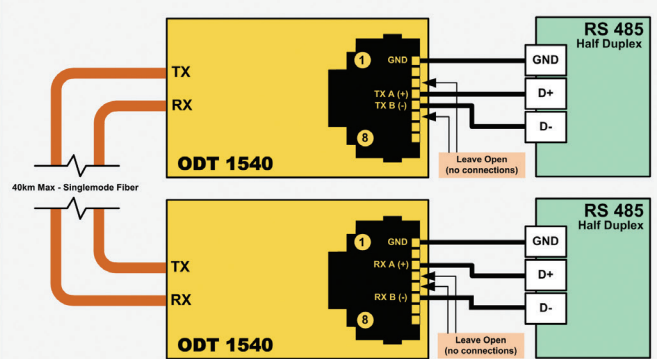 RS 485
Half Duplex
TX
RX
1
GND
TX A (+)
TX B (-)
8
GND
D+
D-
ODT 1540
Leave Open
(no connections)
40km Max - Singlemode Fiber
RS 485
Half Duplex
TX
RX
1
GND
RX A (+)
RX B (-)
8
GND
D+
D-
ODT 1540
Leave Open
(no connections)